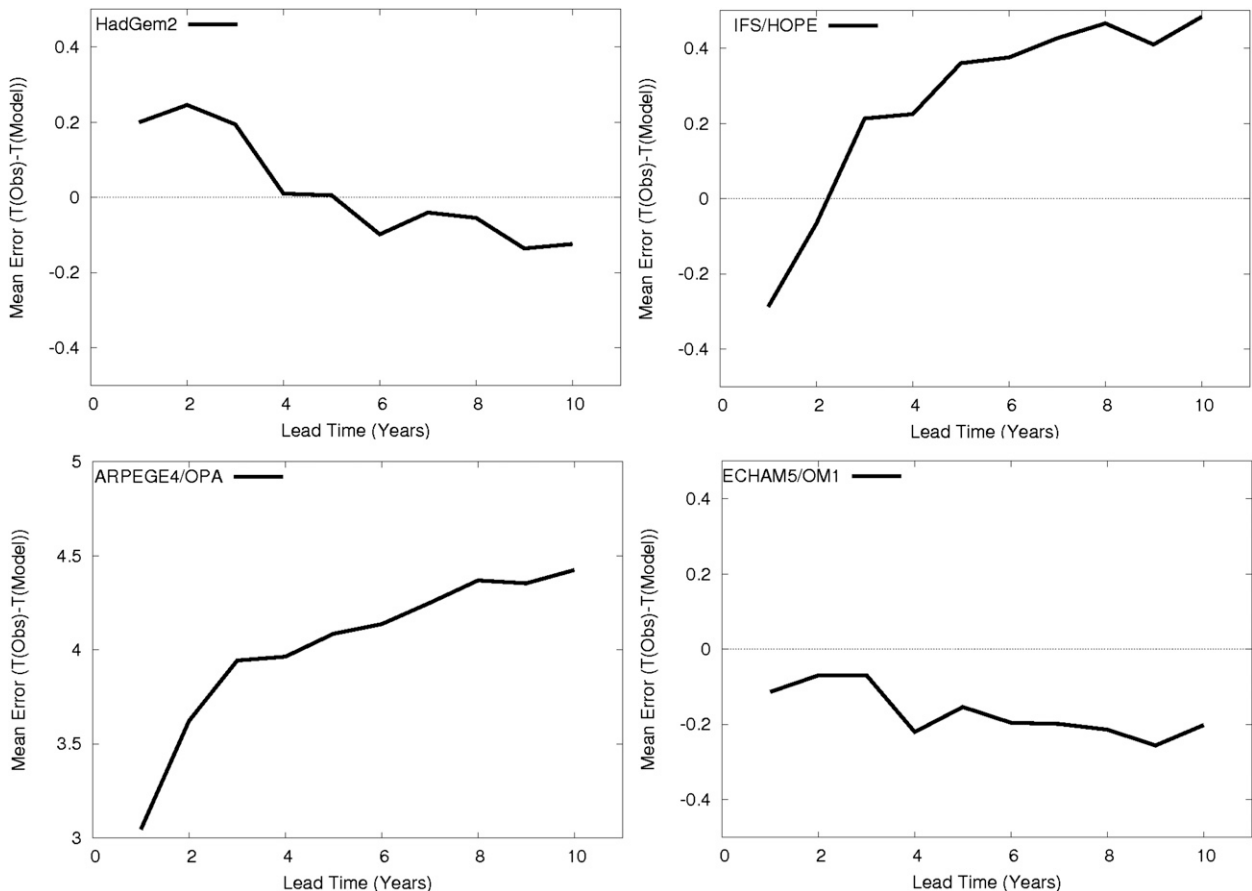 HadGem2
0.4
0.2
0
-0.2
-0.4
Mean Error (T(Obs)-T(Model))
0 2 4 6 8 10
Lead Time (Years)
IFS/HOPE
0.4
0.2
0
-0.2
-0.4
Mean Error (T(Obs)-T(Model))
0 2 4 6 8 10
Lead Time (Years)
ARPEGE4/OPA
5
4.5
4
3.5
3
Mean Error (T(Obs)-T(Model))
0 2 4 6 8 10
Lead Time (Years)
ECHAM5/OM1
0.4
0.2
0
-0.2
-0.4
Mean Error (T(Obs)-T(Model))
0 2 4 6 8 10
Lead Time (Years)